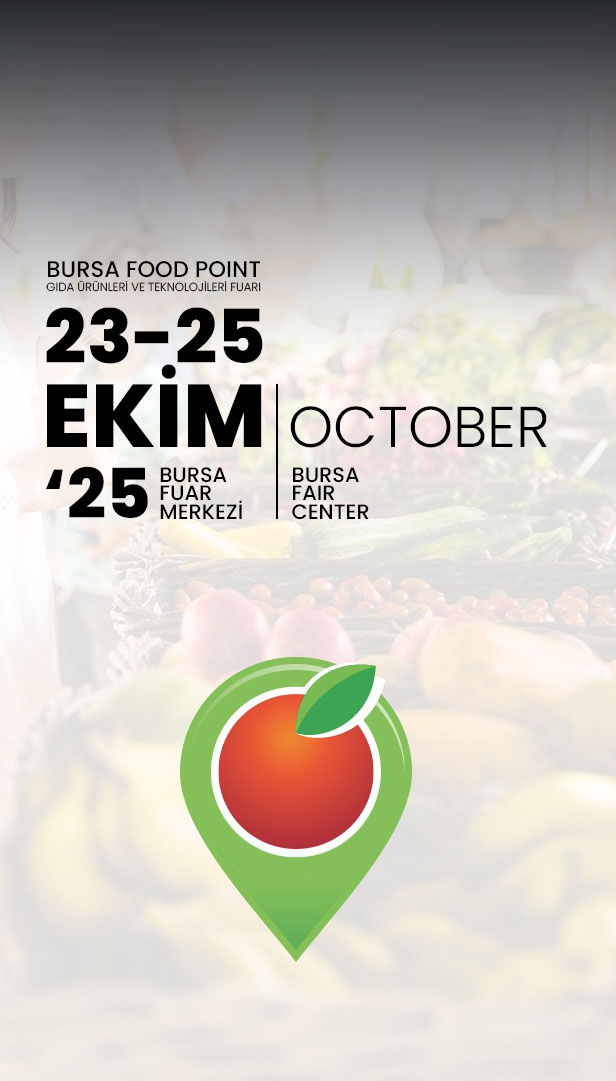 BURSA FOOD POINT
GIDA ÜRÜNLERİ VE TEKNOLOJİLERİ FUARI
23-25
EKİM
OCTOBER
‘25
BURSA
FUAR
MERKEZİ
BURSA
FAIR
CENTER